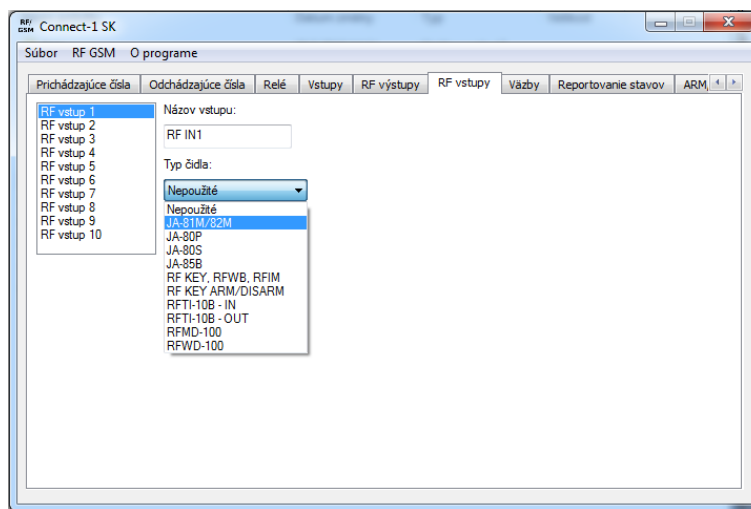 RF/
GSM Connect-1 SK
Súbor RF GSM O programe
Prichádzajúce čísla Odchádzajúce čísla Relé Vstupy RF výstupy RF vstupy Väzby Reportovanie stavov ARM,
RF vstup 1
RF vstup 2
RF vstup 3
RF vstup 4
RF vstup 5
RF vstup 6
RF vstup 7
RF vstup 8
RF vstup 9
RF vstup 10
Názov vstupu:
RF IN1
Typ čidla:
Nepoužité
Nepoužité
JA-81M/82M
JA-80P
JA-80S
JA-85B
RF KEY, RFWB, RFIM
RF KEY ARM/DISARM
RFTI-10B - IN
RFTI-10B - OUT
RFMD-100
RFWD-100